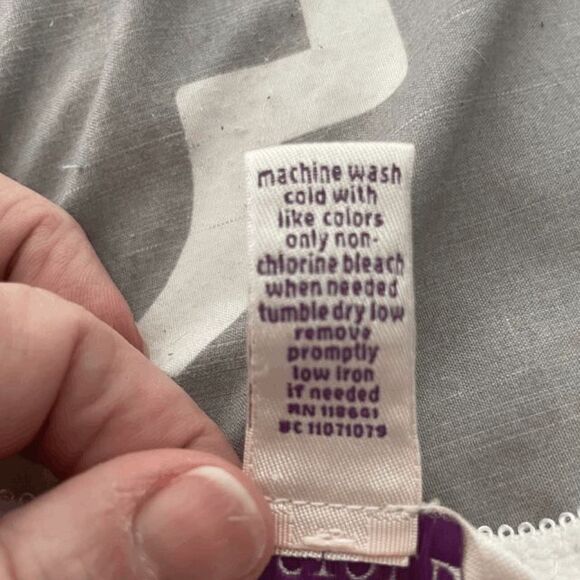 machine wash
cold with
like colors
only non-
chlorine bleach
when needed
tumble dry low
remove
promptly
low iron
if needed
RN 118661
BC 11071079